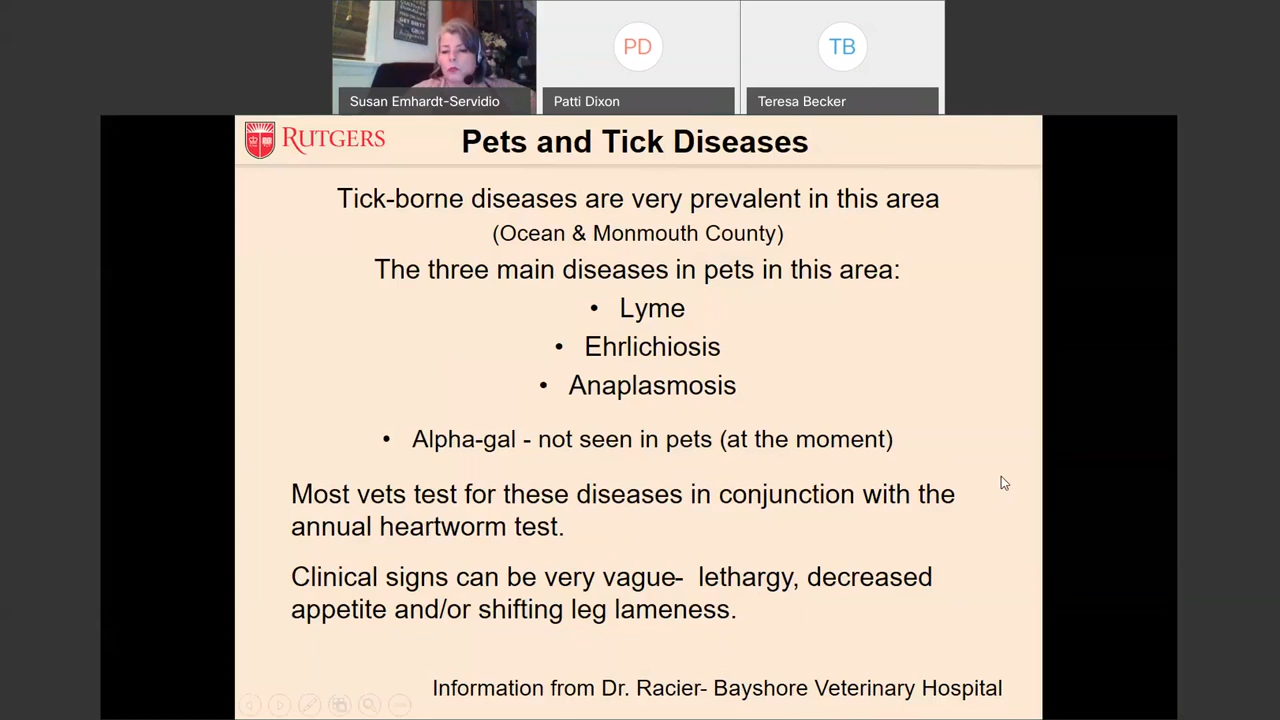 PD
TB
Susan Emhardt-Servidio
Patti Dixon
Teresa Becker
RUTGERS
Pets and Tick Diseases
Tick-borne diseases are very prevalent in this area
(Ocean & Monmouth County)
The three main diseases in pets in this area:
• Lyme
• Ehrlichiosis
• Anaplasmosis
• Alpha-gal - not seen in pets (at the moment)
Most vets test for these diseases in conjunction with the
annual heartworm test.
Clinical signs can be very vague- lethargy, decreased
appetite and/or shifting leg lameness.
Information from Dr. Racier- Bayshore Veterinary Hospital